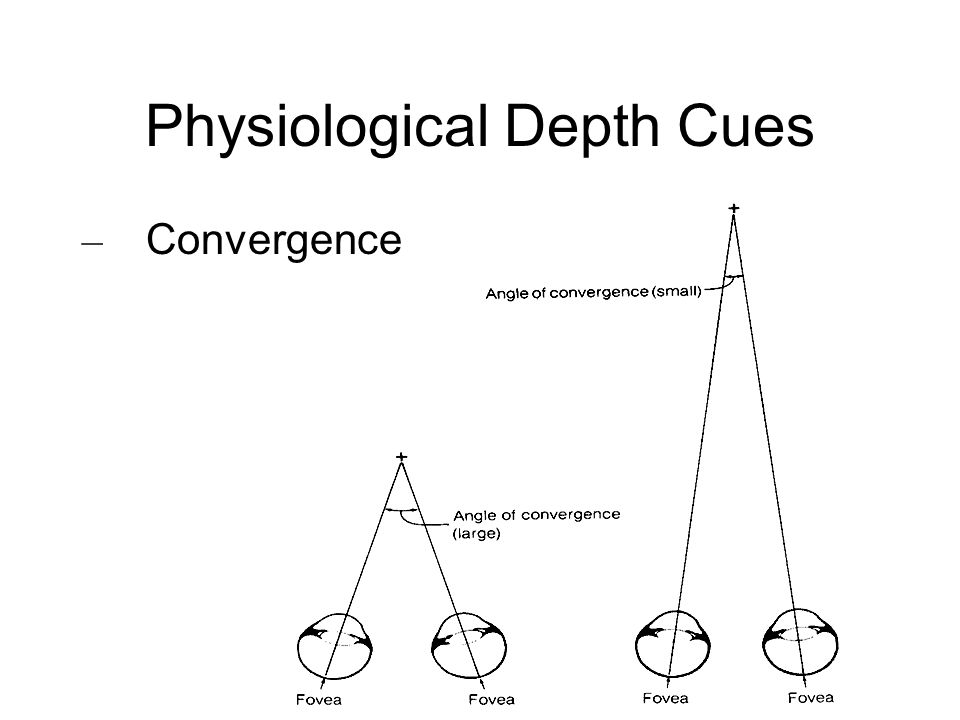 Physiological Depth Cues
– Convergence
+
Angle of convergence (small)
+
Angle of convergence
(large)
Fovea
Fovea
Fovea
Fovea